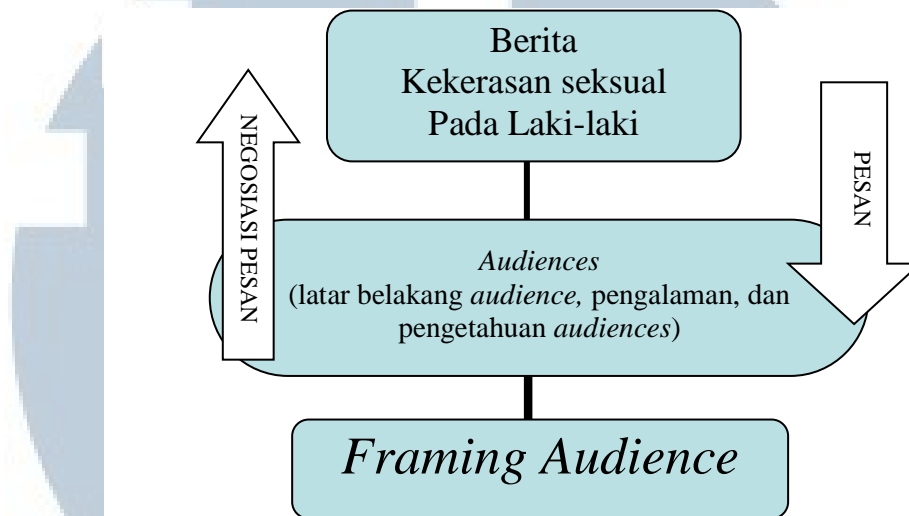 Berita
Kekerasan seksual
Pada Laki-laki
NEGOSIASI PESAN
PESAN
Audiences
(latar belakang audience, pengalaman, dan
pengetahuan audiences)
Framing Audience